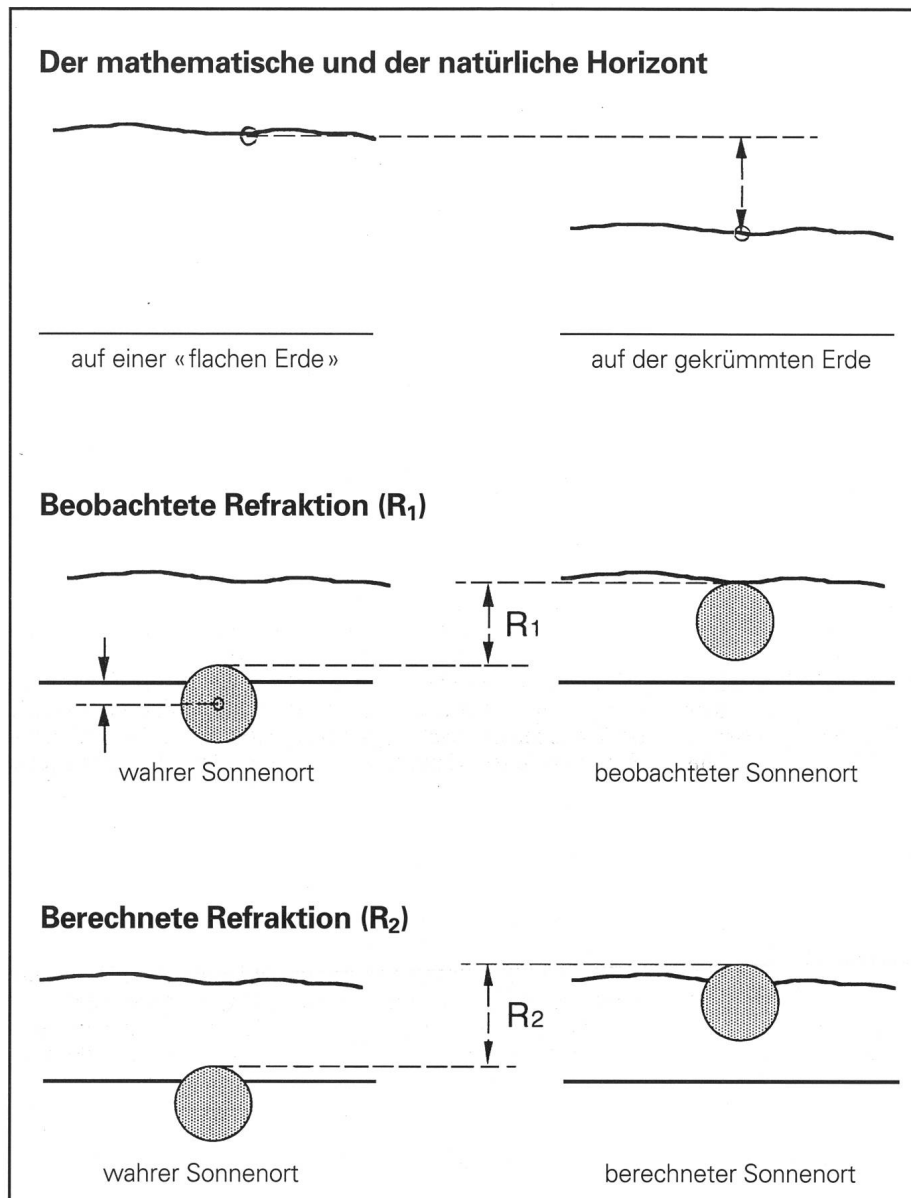 Der mathematische und der natürliche Horizont
auf einer «flachen Erde»
auf der gekrümmten Erde
Beobachtete Refraktion (R₁)
R₁
wahrer Sonnenort
beobachteter Sonnenort
Berechnete Refraktion (R₂)
R₂
wahrer Sonnenort
berechneter Sonnenort